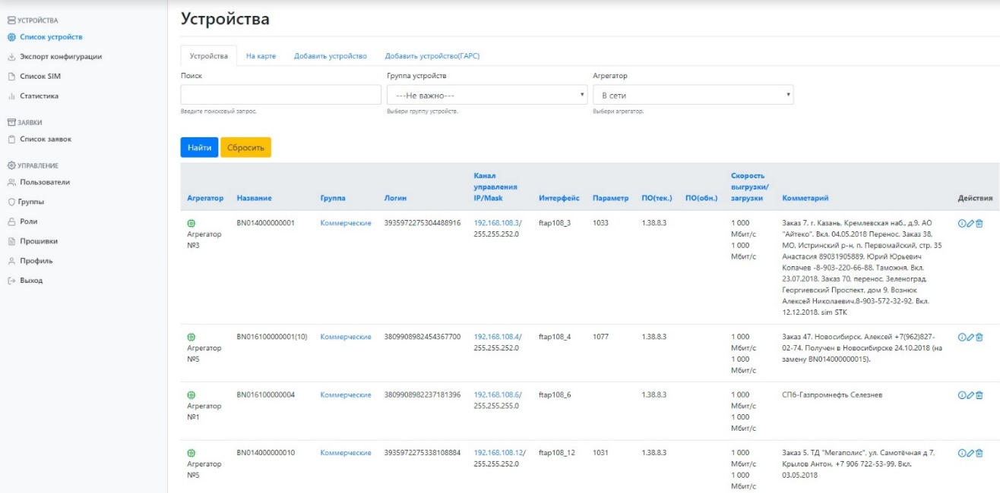 УСТРОЙСТВА
Список устройств
Экспорт конфигурации
Список SIM
Статистика
ЗАЯВКИ
Список заявок
УПРАВЛЕНИЕ
Пользователи
Группы
Роли
Прошивки
Профиль
Выход
Устройства
Устройства На карте Добавить устройство Добавить устройство(ГАРС)
Поиск Группа устройств Агрегатор
---Не важно--- В сети
Введите поисковый запрос. Выбери группу устройств. Выбери агрегатор.
Найти Сбросить
Агрегатор Название Группа Логин Канал управления IP/Mask Интерфейс Параметр ПО(тек.) ПО(обн.) Скорость выгрузки/ загрузки Комметарий Действия
Агрегатор №3 BN014000000001 Коммерческие 3935972275304488916 192.168.108.3/ 255.255.252.0 ftap108_3 1033 1.38.8.3 1 000 Мбит/с 1 000 Мбит/с
Заказ 7. г. Казань, Кремлевская наб., д.9. АО
"Айтеко". Вкл. 04.05.2018 Перенос. Заказ 38,
МО, Истринский р-н, п. Первомайский, стр. 35
Анастасия 89031905889, Юрий Юрьевич
Копачев -8-903-220-66-88. Таможня. Вкл.
23.07.2018. Заказ 70, перенос. Зеленоград,
Георгиевский Проспект, дом 9, Вознюк
Алексей Николаевич,8-903-572-32-92. Вкл.
12.12.2018. sim STK
Агрегатор №5 BN016100000001(10) Коммерческие 3809908982454367700 192.168.108.4/ 255.255.252.0 ftap108_4 1077 1.38.8.3 1 000 Мбит/с 1 000 Мбит/с
Заказ 47. Новосибирск. Алексей +7(962)827-
02-74. Получен в Новосибирске 24.10.2018 (на
замену BN014000000015).
Агрегатор №1 BN016100000004 Коммерческие 3809908982237181396 192.168.108.6/ 255.255.255.0 ftap108_6 1.38.8.3 1 000 Мбит/с 1 000 Мбит/с
СПб-Газпромнефть Селезнев
Агрегатор №5 BN014000000010 Коммерческие 3935972275338108884 192.168.108.12/ 255.255.252.0 ftap108_12 1031 1.38.8.3 1 000 Мбит/с 1 000 Мбит/с
Заказ 5. ТД "Мегаполис", ул. Самотёчная д 7,
Крылов Антон, +7 906 722-53-99. Вкл.
03.05.2018